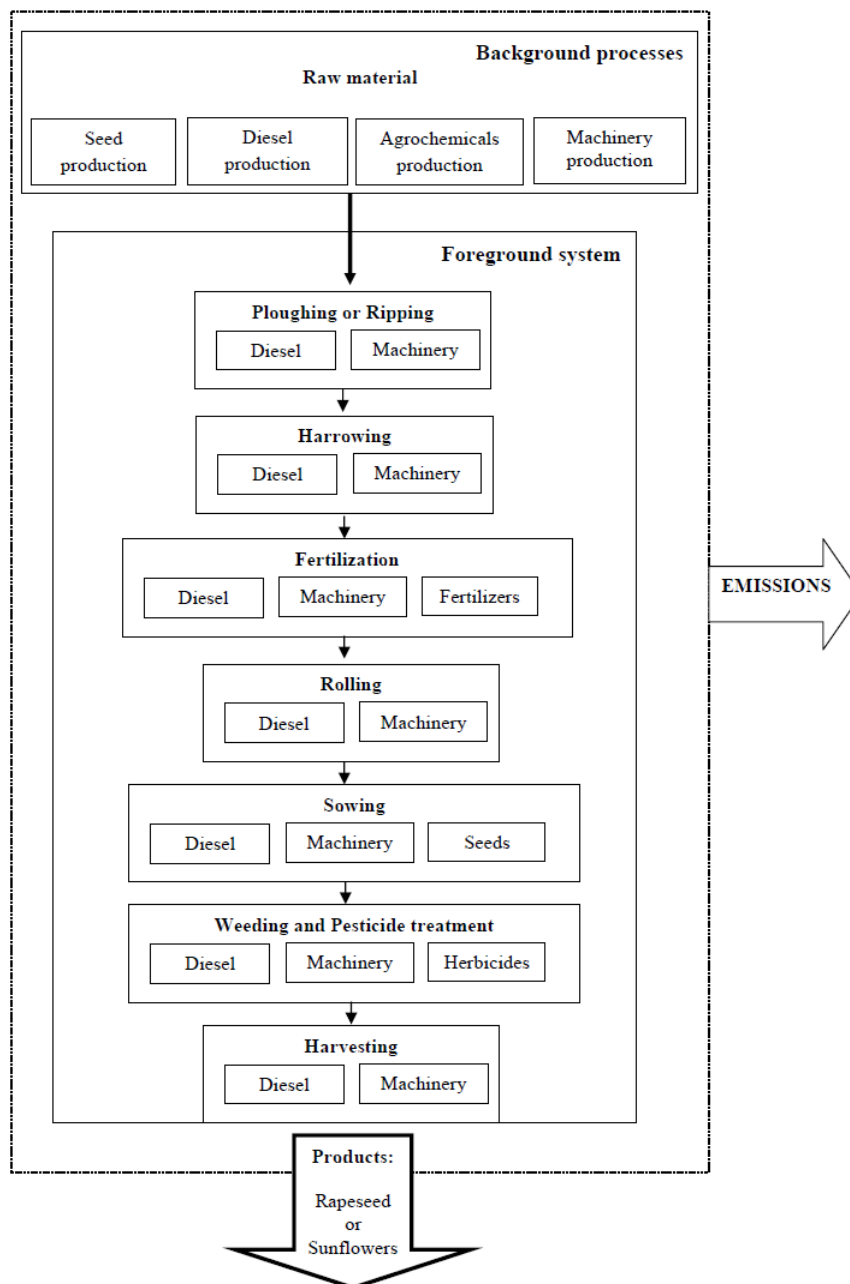 Background processes
Raw material
Seed
production
Diesel
production
Agrochemicals
production
Machinery
production
Foreground system
Ploughing or Ripping
Diesel
Machinery
Harrowing
Diesel
Machinery
Fertilization
Diesel
Machinery
Fertilizers
EMISSIONS
Rolling
Diesel
Machinery
Sowing
Diesel
Machinery
Seeds
Weeding and Pesticide treatment
Diesel
Machinery
Herbicides
Harvesting
Diesel
Machinery
Products:
Rapeseed
or
Sunflowers